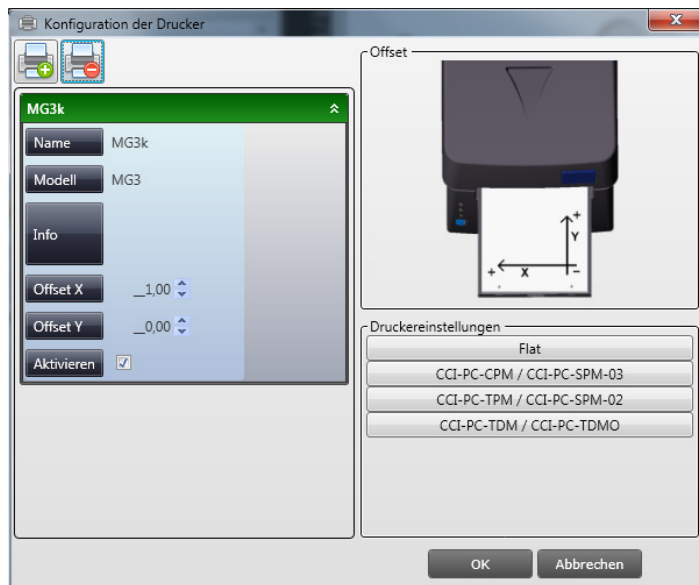 Konfiguration der Drucker
MG3k
Name MG3k
Modell MG3
Info
Offset X __1,00
Offset Y __0,00
Aktivieren
Offset
+
Y
+ X -
Druckereinstellungen
Flat
CCI-PC-CPM / CCI-PC-SPM-03
CCI-PC-TPM / CCI-PC-SPM-02
CCI-PC-TDM / CCI-PC-TDMO
OK Abbrechen